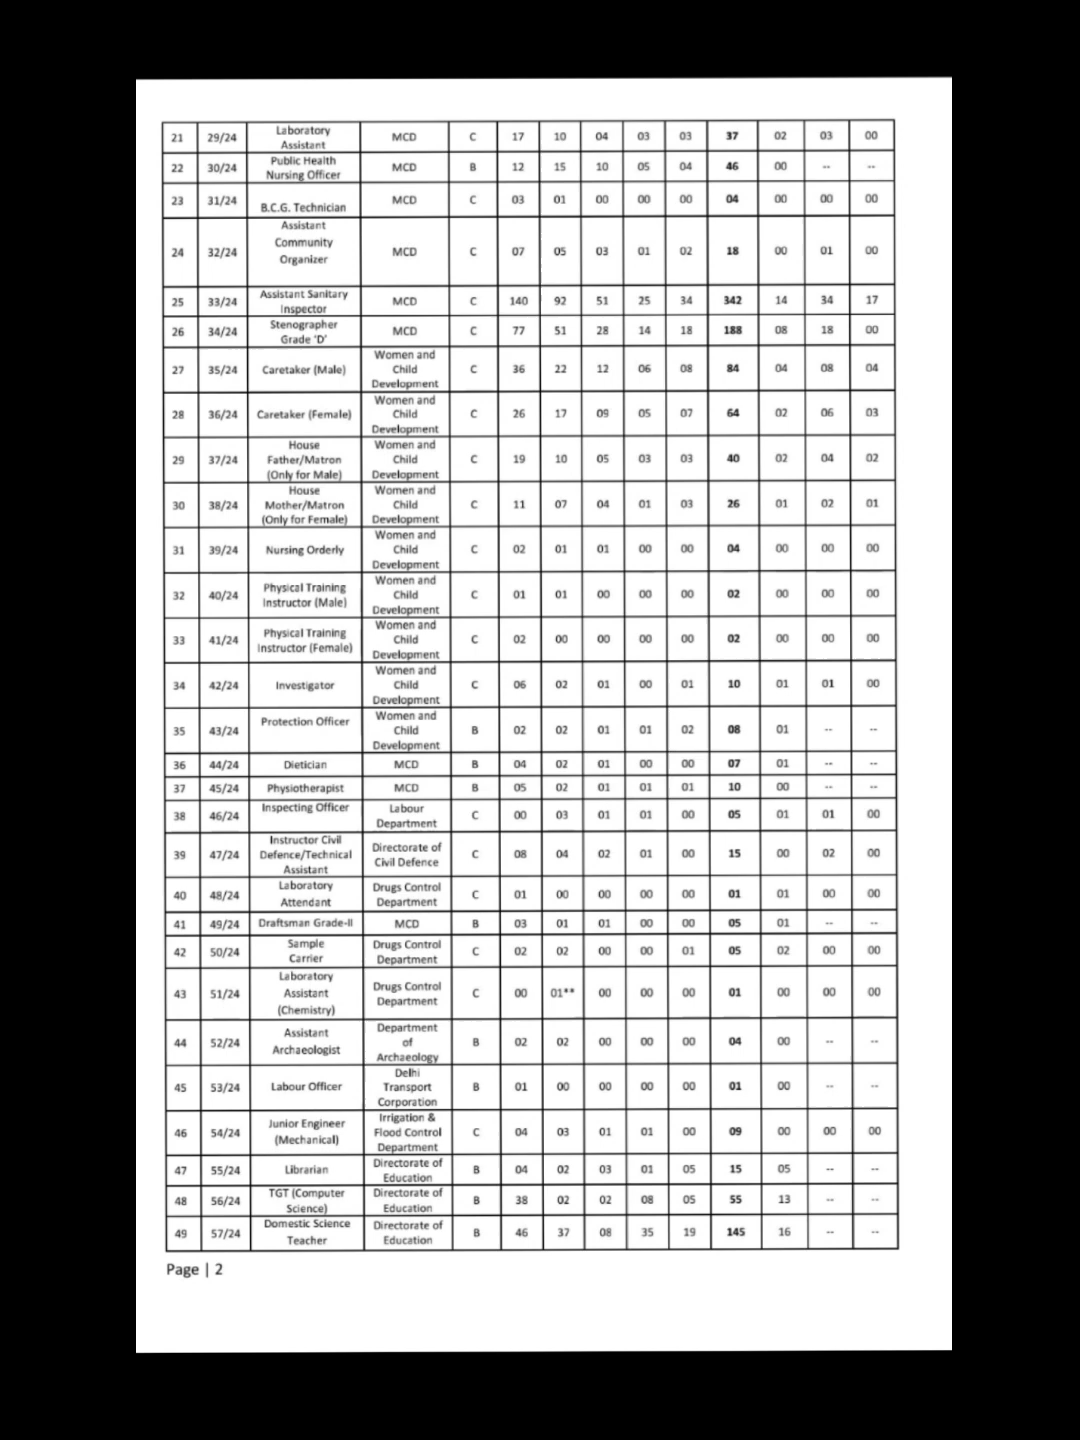 21 29/24 Laboratory Assistant MCD C 17 10 04 03 03 37 02 03 00
22 30/24 Public Health Nursing Officer MCD B 12 15 10 05 04 46 00 -- --
23 31/24 B.C.G. Technician MCD C 03 01 00 00 00 04 00 00 00
24 32/24 Assistant Community Organizer MCD C 07 05 03 01 02 18 00 01 00
25 33/24 Assistant Sanitary Inspector MCD C 140 92 51 25 34 342 14 34 17
26 34/24 Stenographer Grade 'D' MCD C 77 51 28 14 18 188 08 18 00
27 35/24 Caretaker (Male) Women and Child Development C 36 22 12 06 08 84 04 08 04
28 36/24 Caretaker (Female) Women and Child Development C 26 17 09 05 07 64 02 06 03
29 37/24 House Father/Matron (Only for Male) Women and Child Development C 19 10 05 03 03 40 02 04 02
30 38/24 House Mother/Matron (Only for Female) Women and Child Development C 11 07 04 01 03 26 01 02 01
31 39/24 Nursing Orderly Women and Child Development C 02 01 01 00 00 04 00 00 00
32 40/24 Physical Training Instructor (Male) Women and Child Development C 01 01 00 00 00 02 00 00 00
33 41/24 Physical Training Instructor (Female) Women and Child Development C 02 00 00 00 00 02 00 00 00
34 42/24 Investigator Women and Child Development C 06 02 01 00 01 10 01 01 00
35 43/24 Protection Officer Women and Child Development B 02 02 01 01 02 08 01 -- --
36 44/24 Dietician MCD B 04 02 01 00 00 07 01 -- --
37 45/24 Physiotherapist MCD B 05 02 01 01 01 10 00 -- --
38 46/24 Inspecting Officer Labour Department C 00 03 01 01 00 05 01 01 00
39 47/24 Instructor Civil Defence/Technical Assistant Directorate of Civil Defence C 08 04 02 01 00 15 00 02 00
40 48/24 Laboratory Attendant Drugs Control Department C 01 00 00 00 00 01 01 00 00
41 49/24 Draftsman Grade-II MCD B 03 01 01 00 00 05 01 -- --
42 50/24 Sample Carrier Drugs Control Department C 02 02 00 00 01 05 02 00 00
43 51/24 Laboratory Assistant (Chemistry) Drugs Control Department C 00 01** 00 00 00 01 00 00 00
44 52/24 Assistant Archaeologist Department of Archaeology B 02 02 00 00 00 04 00 -- --
45 53/24 Labour Officer Delhi Transport Corporation B 01 00 00 00 00 01 00 -- --
46 54/24 Junior Engineer (Mechanical) Irrigation & Flood Control Department C 04 03 01 01 00 09 00 00 00
47 55/24 Librarian Directorate of Education B 04 02 03 01 05 15 05 -- --
48 56/24 TGT (Computer Science) Directorate of Education B 38 02 02 08 05 55 13 -- --
49 57/24 Domestic Science Teacher Directorate of Education B 46 37 08 35 19 145 16 -- --
Page | 2